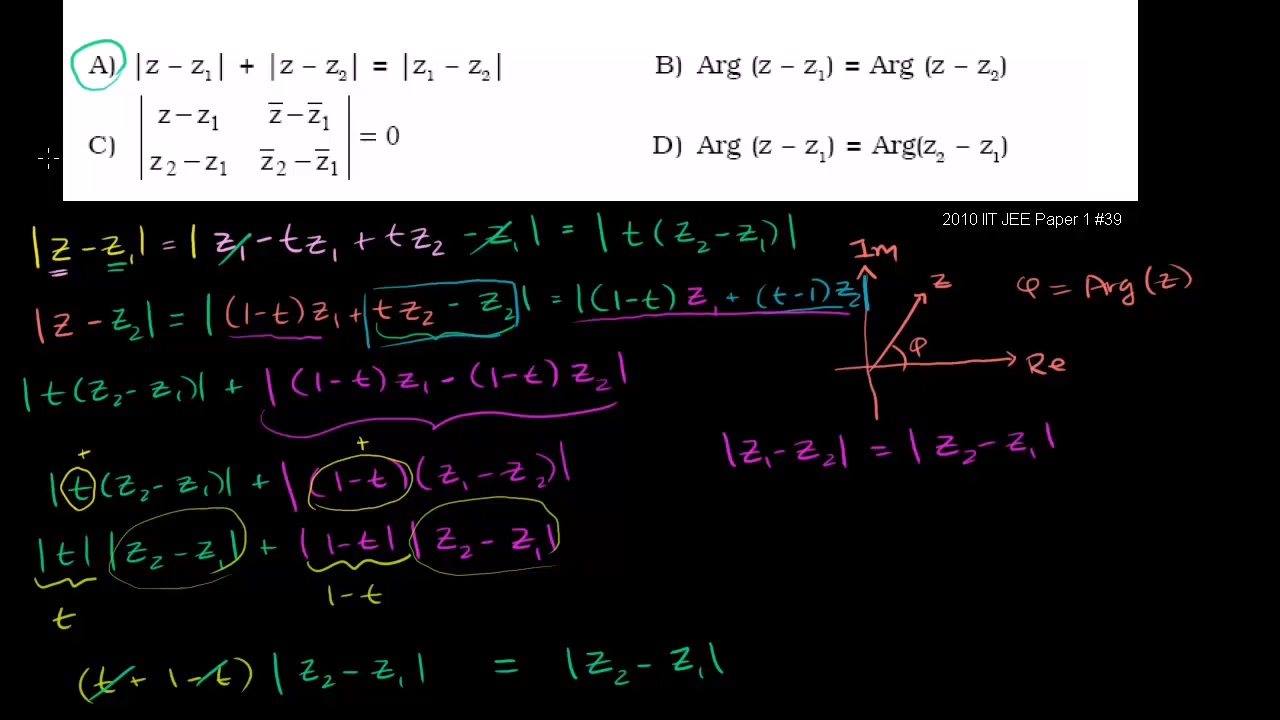 A) |z – z₁| + |z – z₂| = |z₁ – z₂|
B) Arg (z – z₁) = Arg (z – z₂)
C) | z – z₁   z̅ – z̅₁ |
| z₂ – z₁   z̅₂ – z̅₁ | = 0
D) Arg (z – z₁) = Arg(z₂ – z₁)
2010 IIT JEE Paper 1 #39
|z – z₁| = |z₁ – tz₁ + tz₂ – z₁| = |t(z₂ – z₁)|
Im
z
φ = Arg(z)
φ
Re
|z – z₂| = |(1–t)z₁ + tz₂ – z₂| = |(1–t)z₁ + (t–1)z₂|
|t(z₂ – z₁)| + |(1–t)z₁ – (1–t)z₂|
|z₁ – z₂| = |z₂ – z₁|
+ +
|t(z₂ – z₁)| + |(1–t)(z₁ – z₂)|
|t||z₂ – z₁| + |1–t||z₂ – z₁|
t 1–t
(t + 1 – t)|z₂ – z₁| = |z₂ – z₁|